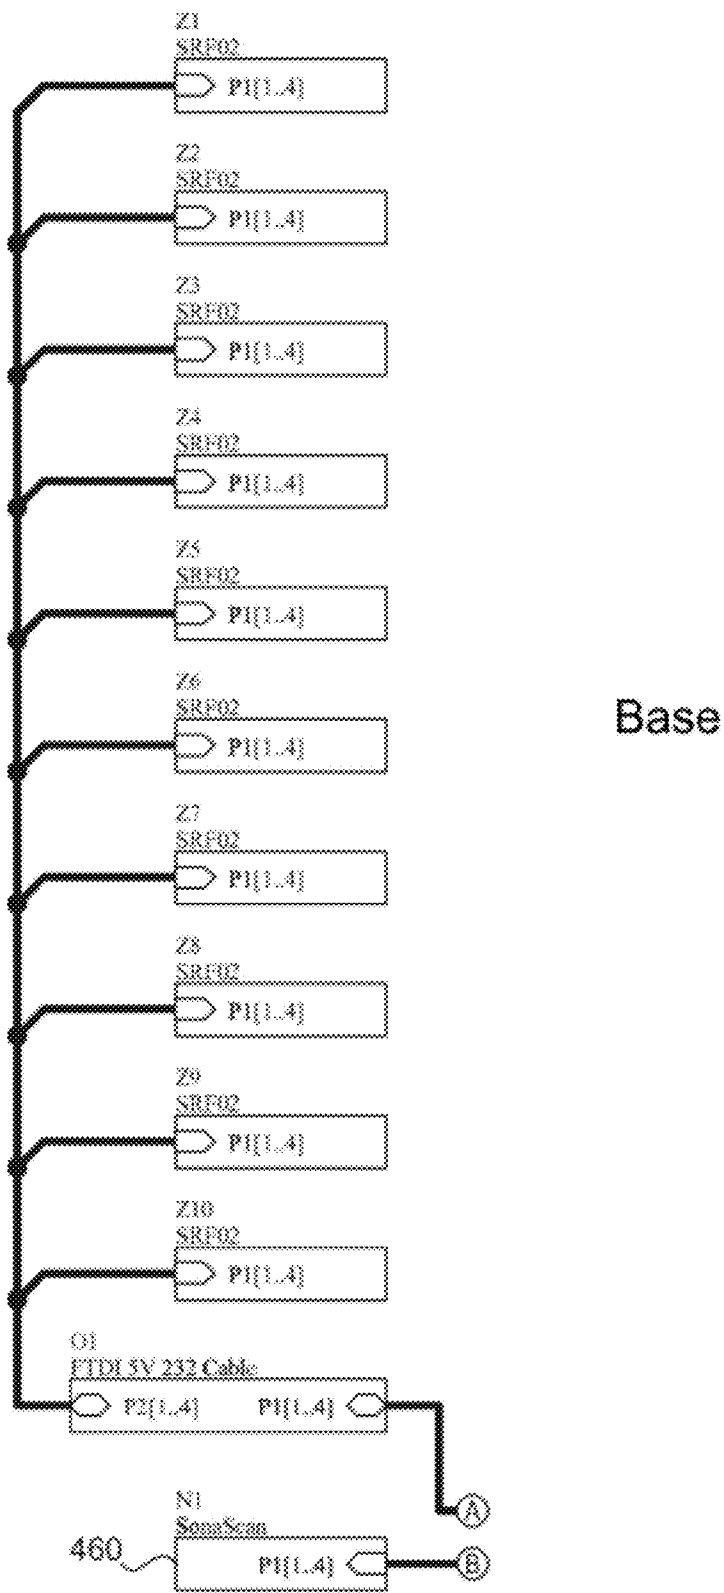 Z1
SRF02
P1[1..4]
Z2
SRF02
P1[1..4]
Z3
SRF02
P1[1..4]
Z4
SRF02
P1[1..4]
Z5
SRF02
P1[1..4]
Z6
SRF02
P1[1..4]
Base
Z7
SRF02
P1[1..4]
Z8
SRF02
P1[1..4]
Z9
SRF02
P1[1..4]
Z10
SRF02
P1[1..4]
O1
FTDI 5V 232 Cable
P2[1..4] P1[1..4]
A
N1
SonaScan
460 P1[1..4] B